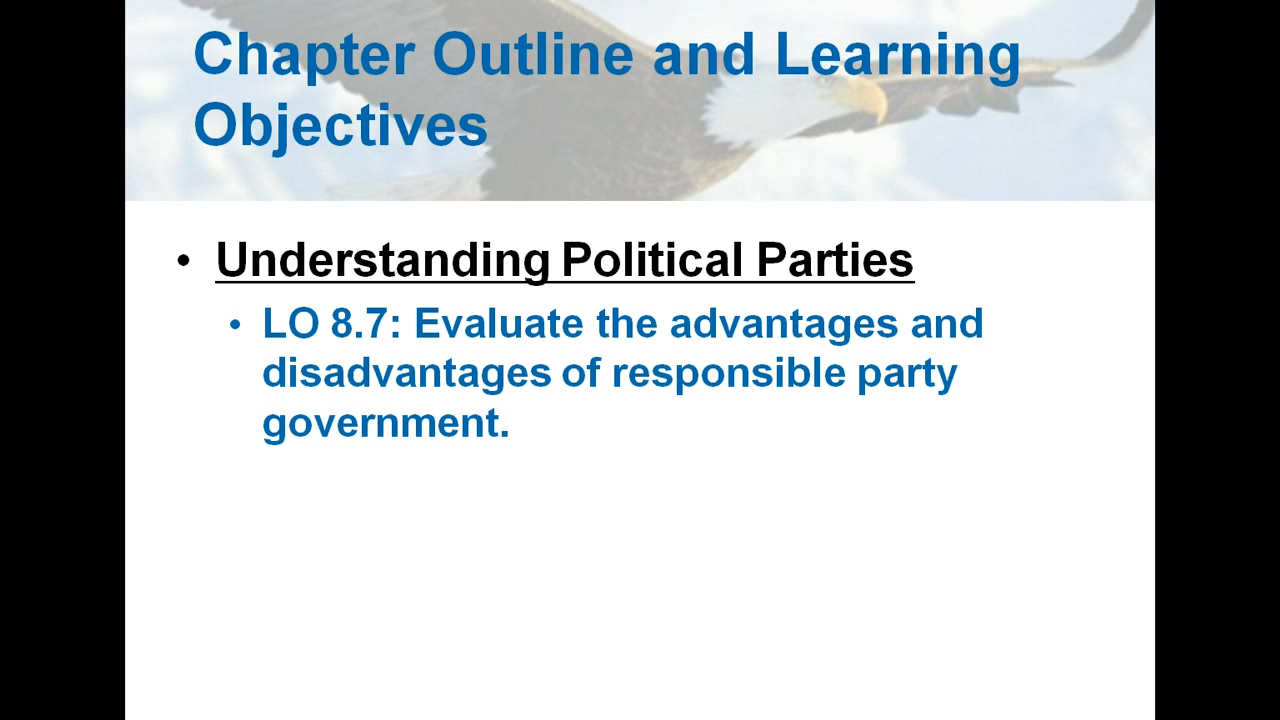 Chapter Outline and Learning
Objectives
• Understanding Political Parties
• LO 8.7: Evaluate the advantages and
disadvantages of responsible party
government.